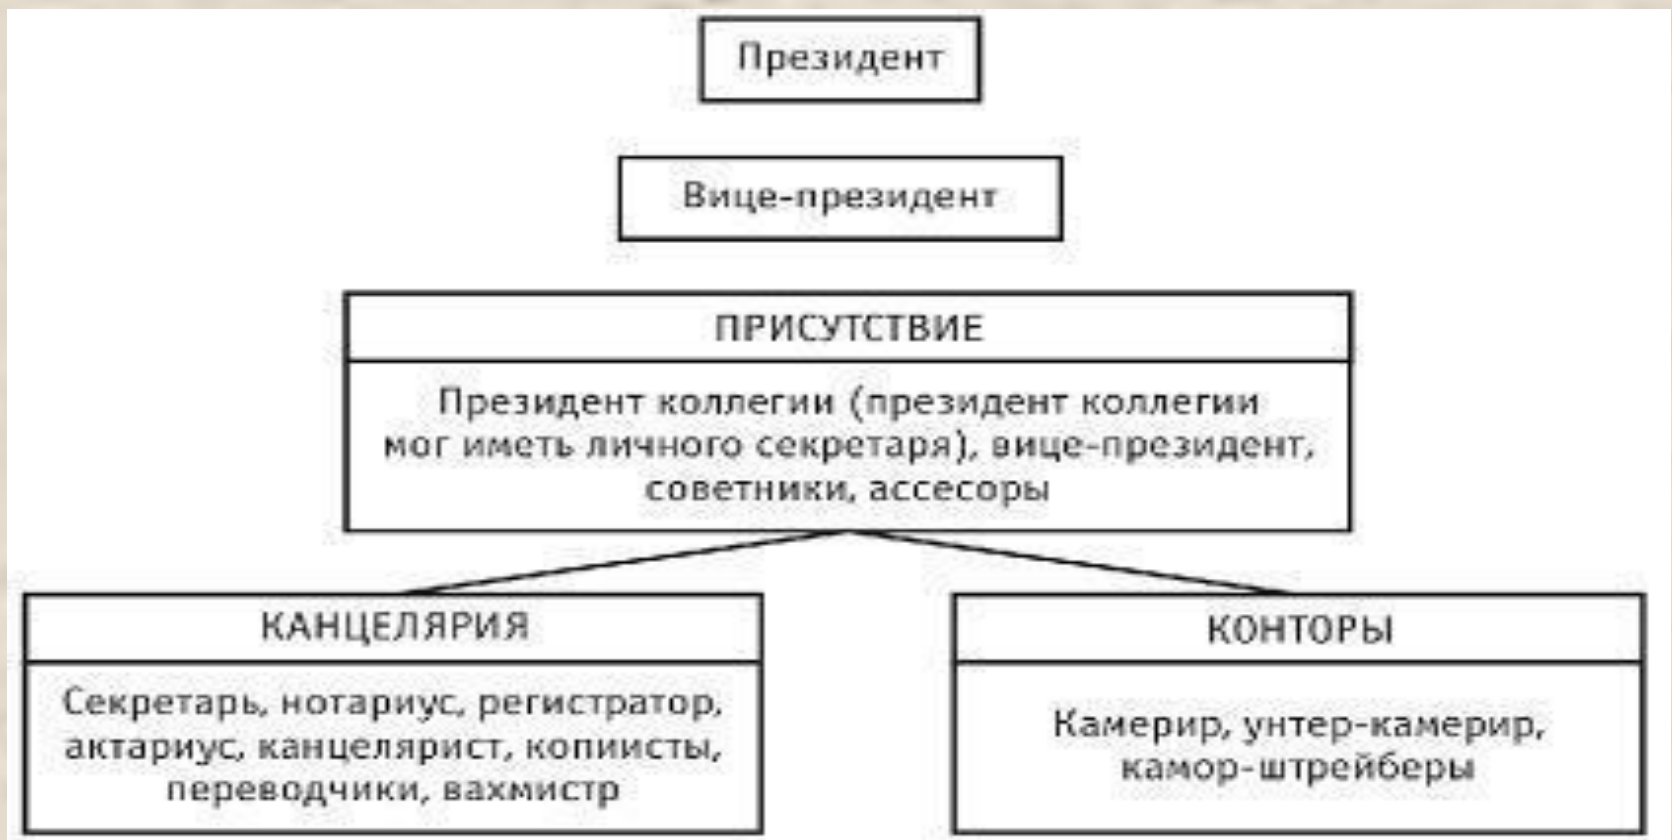 Президент
Вице-президент
ПРИСУТСТВИЕ
Президент коллегии (президент коллегии
мог иметь личного секретаря), вице-президент,
советники, ассесоры
КАНЦЕЛЯРИЯ
Секретарь, нотариус, регистратор,
актариус, канцелярист, копиисты,
переводчики, вахмистр
КОНТОРЫ
Камерир, унтер-камерир,
камор-штрейберы